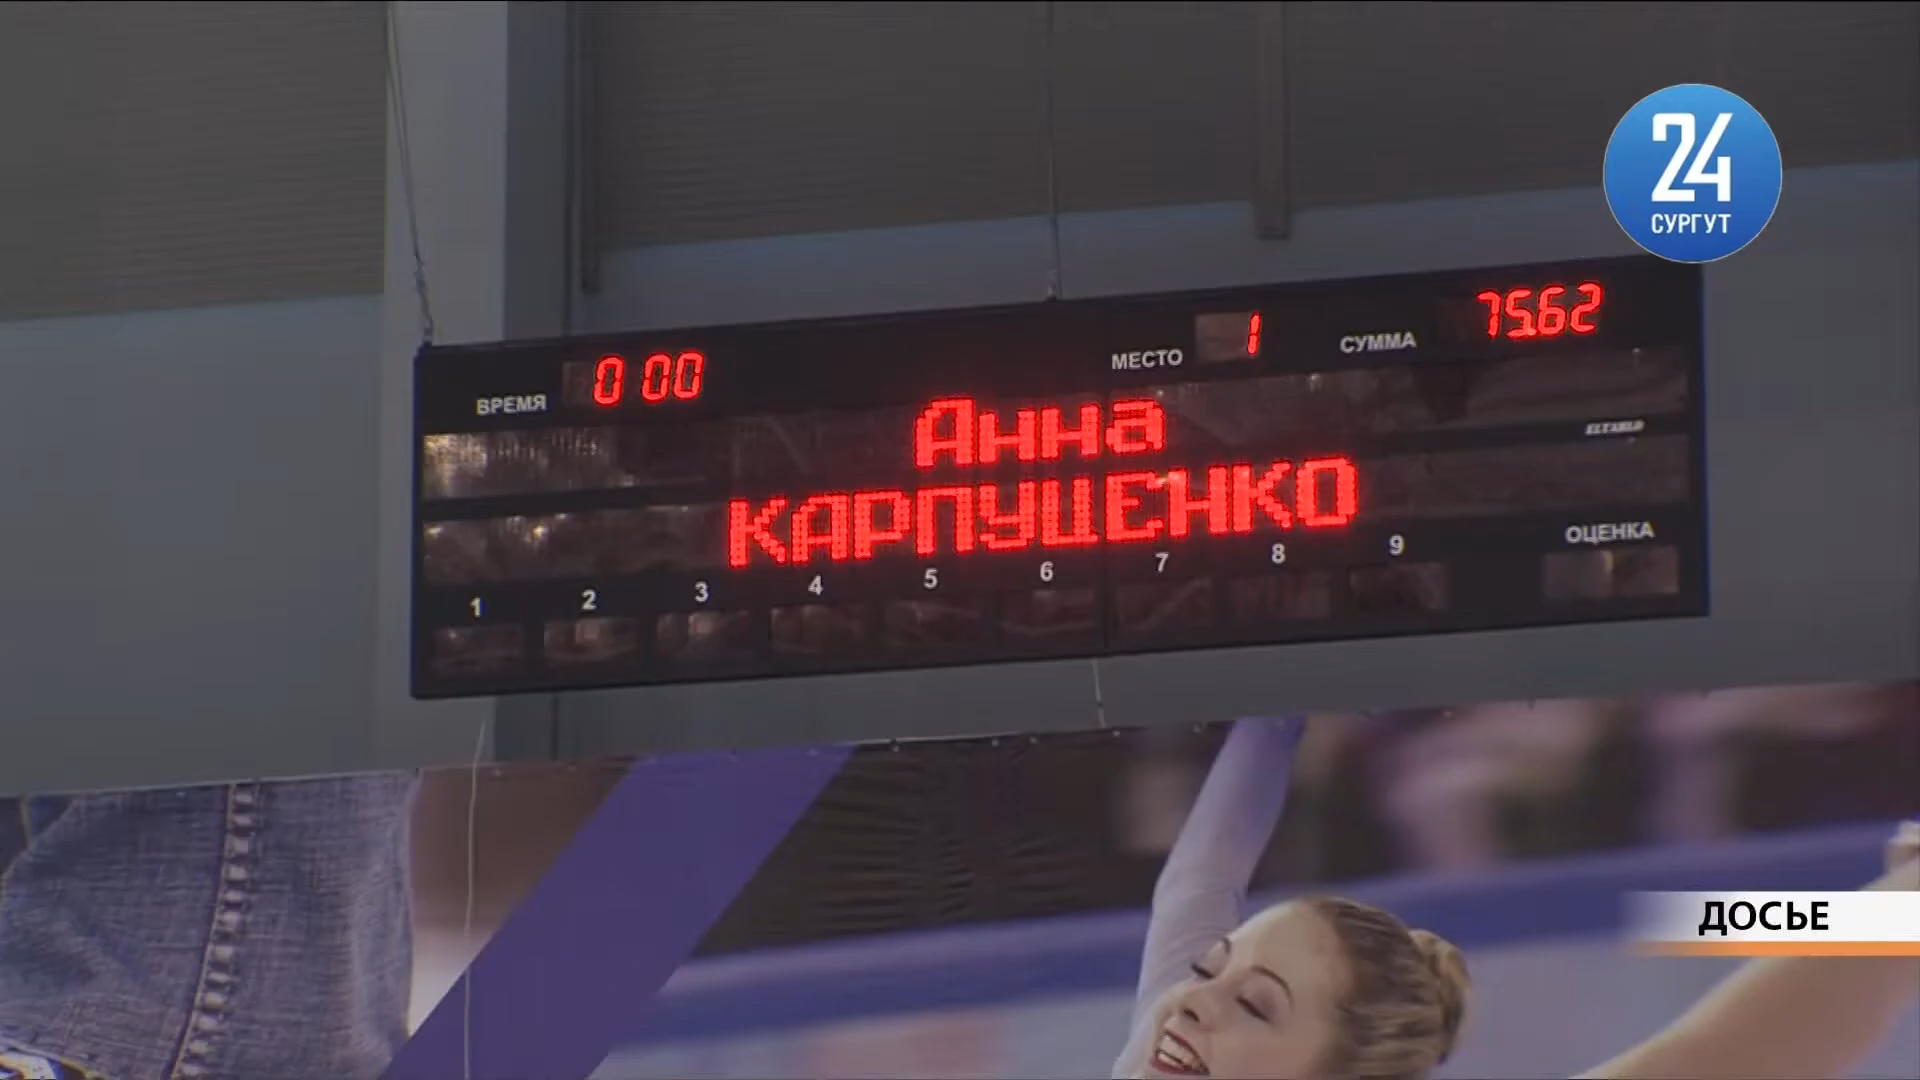 24
СУРГУТ
ВРЕМЯ 0 00 МЕСТО 1 СУММА 75.62
Анна
КАРПУЩЕНКО
1 2 3 4 5 6 7 8 9 ОЦЕНКА
ДОСЬЕ